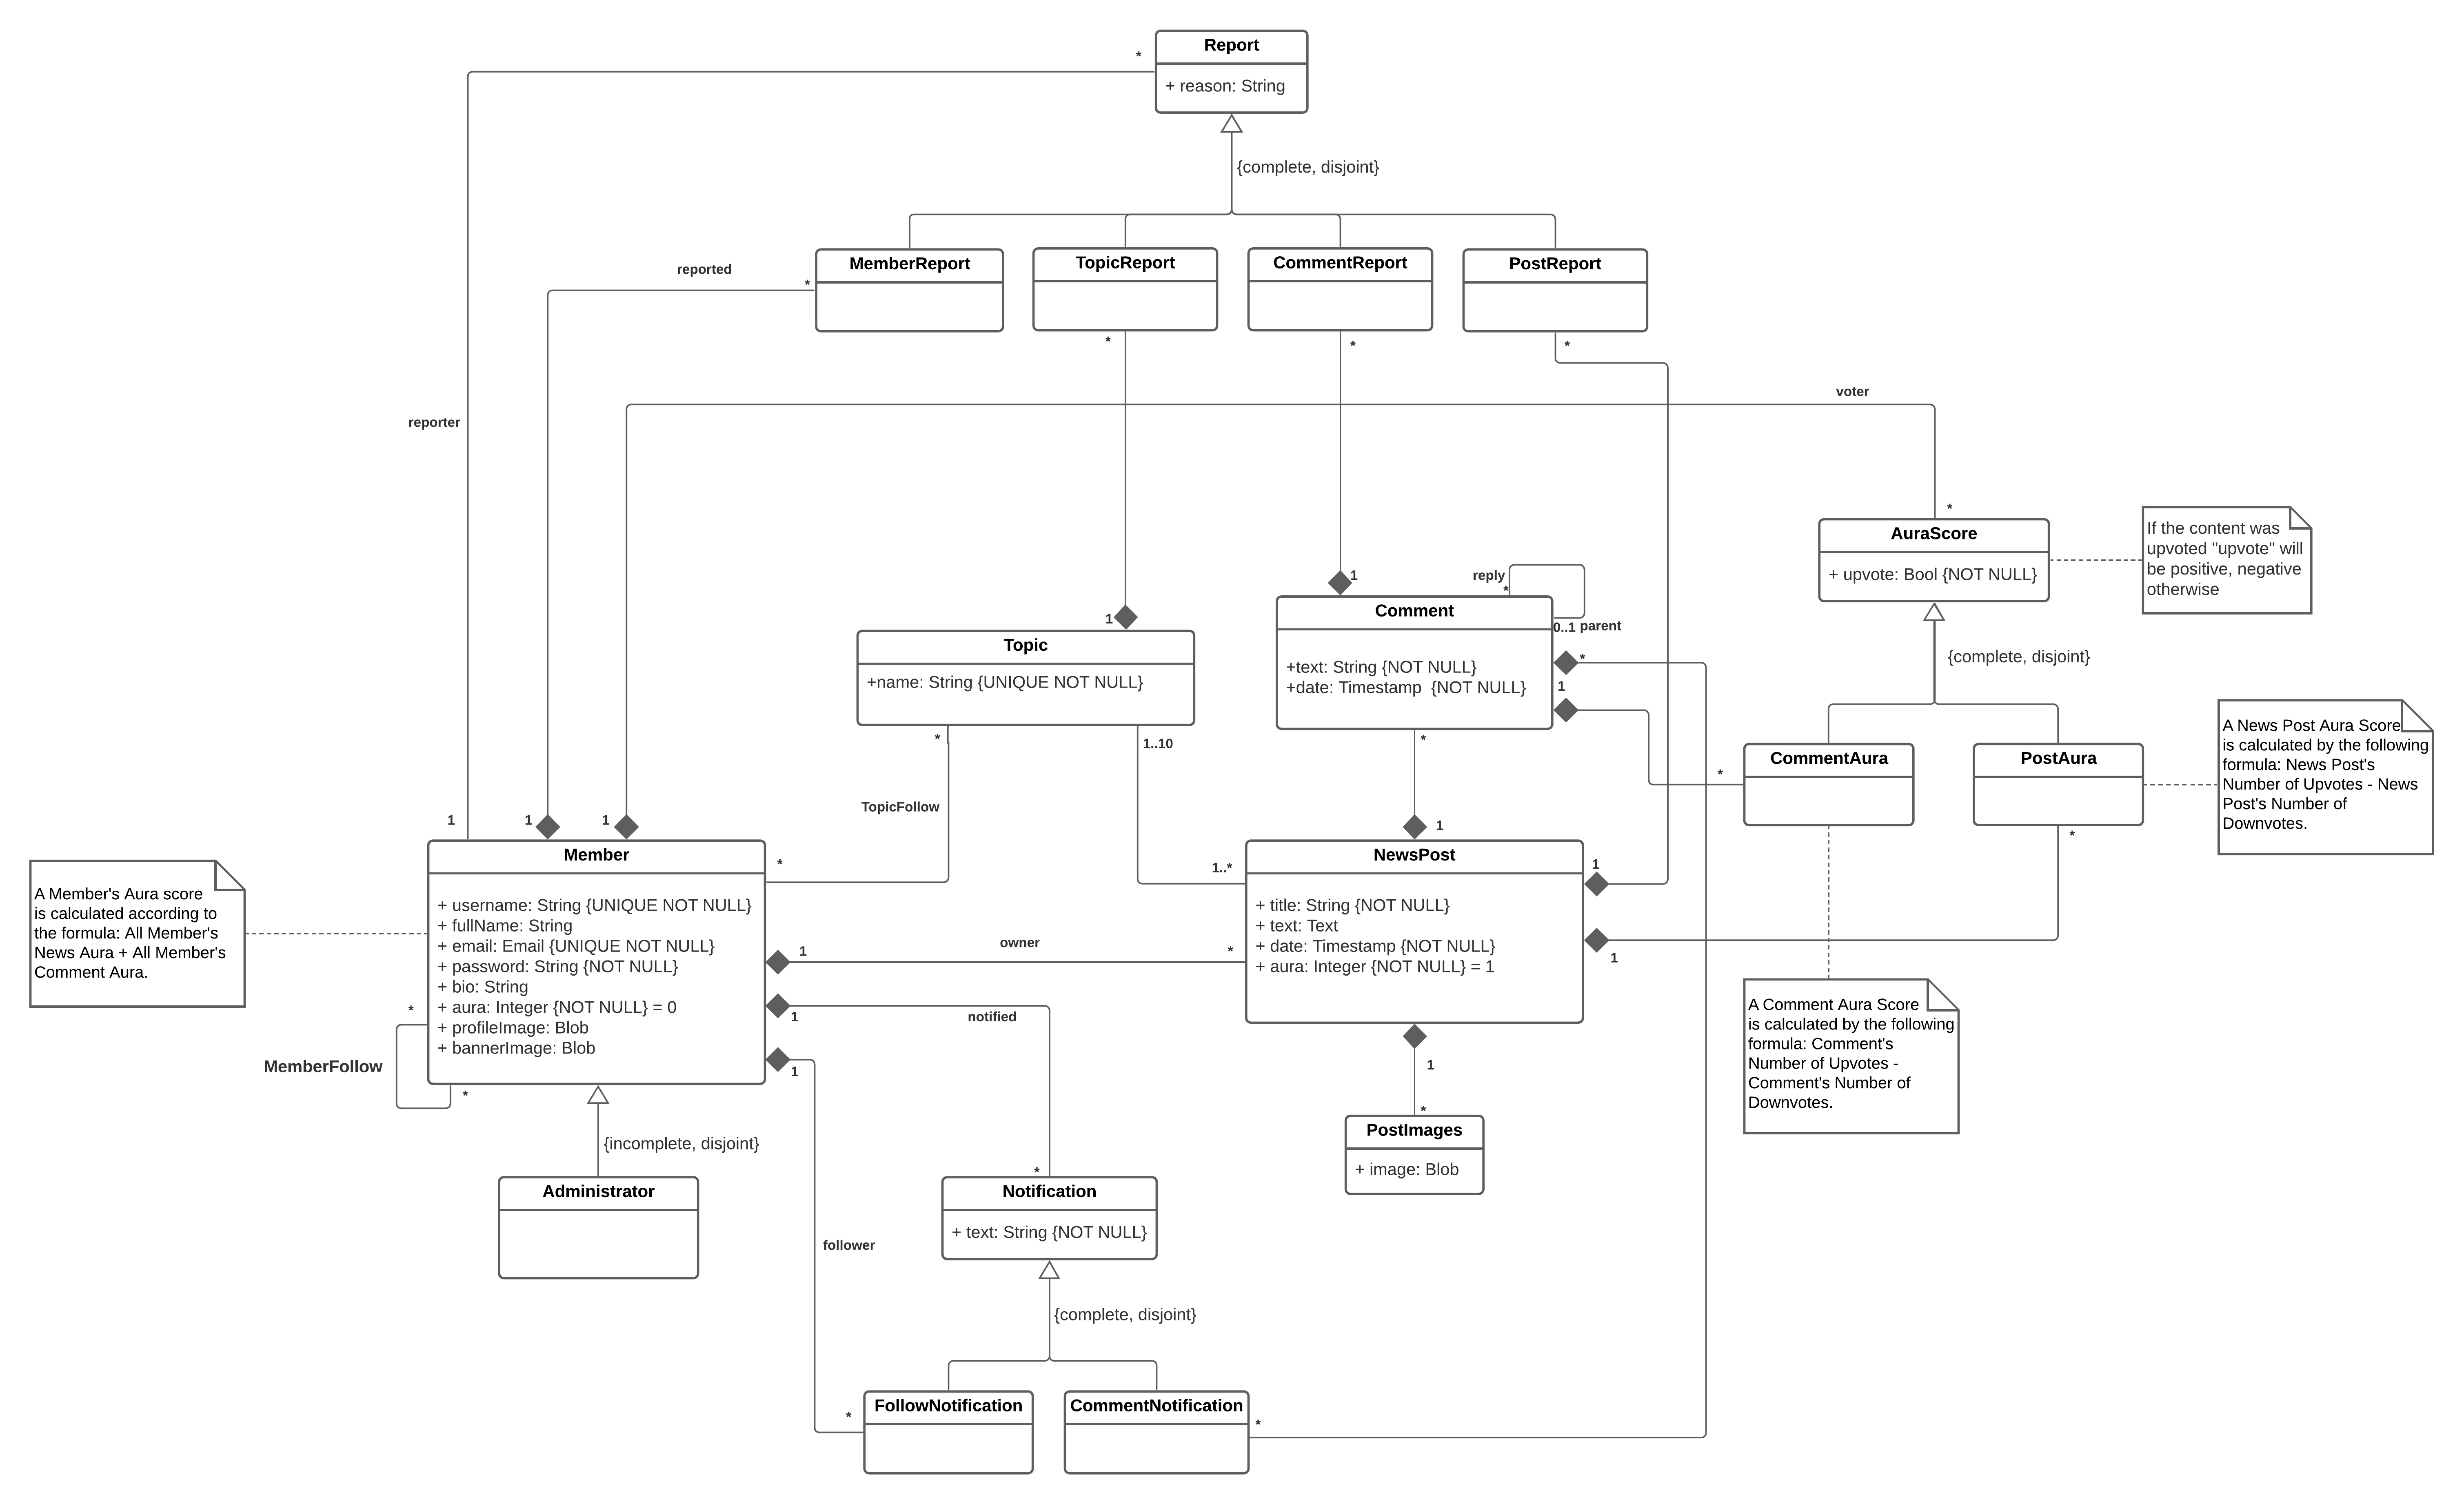 Report
*
+ reason: String
{complete, disjoint}
MemberReport
TopicReport
CommentReport
PostReport
reported
*
*
*
*
voter
reporter
*
AuraScore
+ upvote: Bool {NOT NULL}
If the content was
upvoted "upvote" will
be positive, negative
otherwise
{complete, disjoint}
1
reply
*
Comment
0..1 parent
+text: String {NOT NULL}
+date: Timestamp  {NOT NULL}
*
1
*
1
Topic
+name: String {UNIQUE NOT NULL}
*
1..10
TopicFollow
*
1..*
CommentAura
*
PostAura
*
A News Post Aura Score
is calculated by the following
formula: News Post's
Number of Upvotes - News
Post's Number of
Downvotes.
1
1
1
Member
+ username: String {UNIQUE NOT NULL}
+ fullName: String
+ email: Email {UNIQUE NOT NULL}
+ password: String {NOT NULL}
+ bio: String
+ aura: Integer {NOT NULL} = 0
+ profileImage: Blob
+ bannerImage: Blob
A Member's Aura score
is calculated according to
the formula: All Member's
News Aura + All Member's
Comment Aura.
*
MemberFollow
*
1
owner
*
1
notified
1
NewsPost
+ title: String {NOT NULL}
+ text: Text
+ date: Timestamp {NOT NULL}
+ aura: Integer {NOT NULL} = 1
1
1
1
A Comment Aura Score
is calculated by the following
formula: Comment's
Number of Upvotes -
Comment's Number of
Downvotes.
1
*
PostImages
+ image: Blob
{incomplete, disjoint}
Administrator
*
Notification
+ text: String {NOT NULL}
follower
{complete, disjoint}
*
FollowNotification
CommentNotification
*